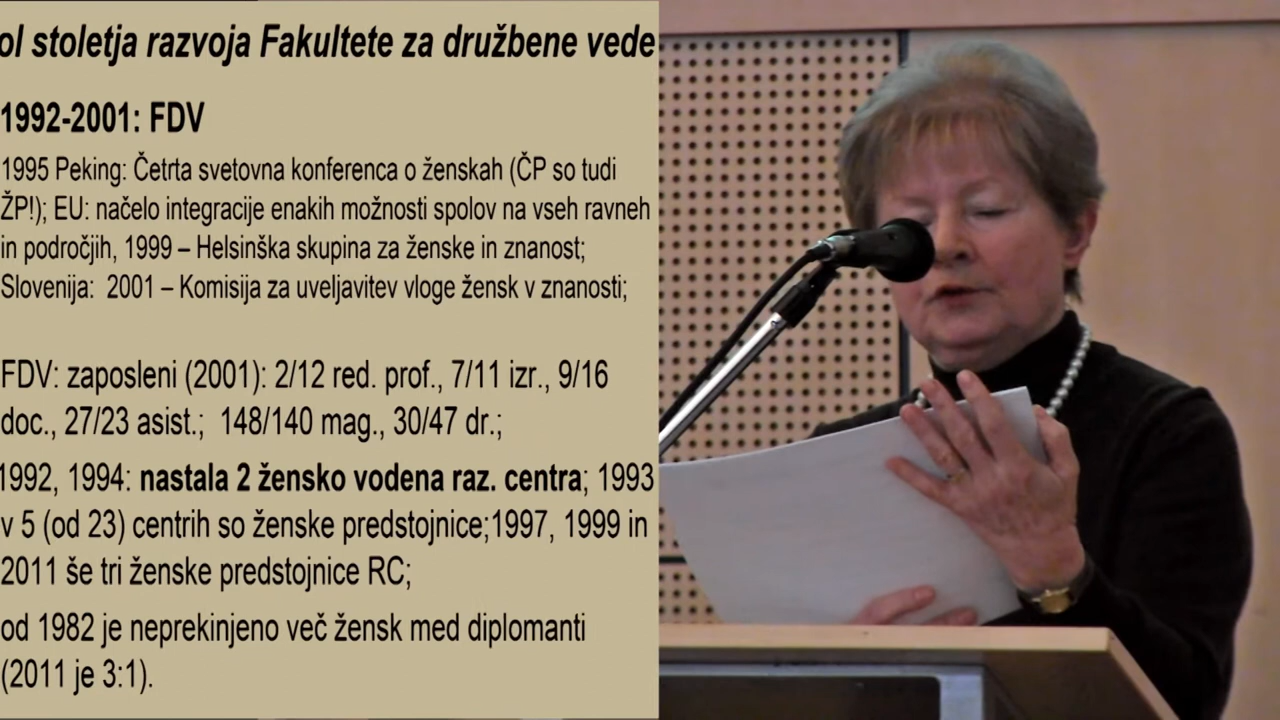 ol stoletja razvoja Fakultete za družbene vede
1992-2001: FDV
1995 Peking: Četrta svetovna konferenca o ženskah (ČP so tudi
ŽP!); EU: načelo integracije enakih možnosti spolov na vseh ravneh
in področjih, 1999 – Helsinška skupina za ženske in znanost;
Slovenija:  2001 – Komisija za uveljavitev vloge žensk v znanosti;
FDV: zaposleni (2001): 2/12 red. prof., 7/11 izr., 9/16
doc., 27/23 asist.;  148/140 mag., 30/47 dr.;
1992, 1994: nastala 2 žensko vodena raz. centra; 1993
v 5 (od 23) centrih so ženske predstojnice;1997, 1999 in
2011 še tri ženske predstojnice RC;
od 1982 je neprekinjeno več žensk med diplomanti
(2011 je 3:1).